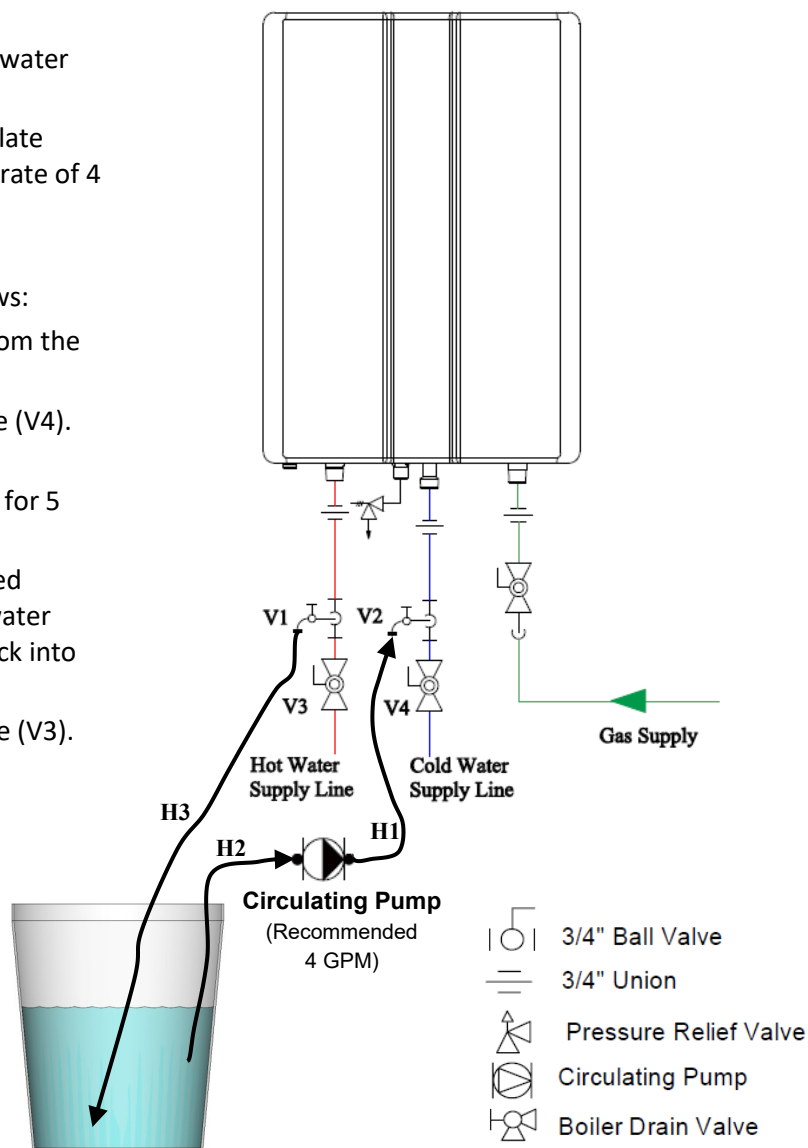 water
late
rate of 4
ws:
om the
e (V4).
for 5
ed
vater
ck into
e (V3).
V1
V2
V3
V4
Gas Supply
Hot Water
Supply Line
Cold Water
Supply Line
H3
H2
H1
Circulating Pump
(Recommended
4 GPM)
3/4" Ball Valve
3/4" Union
Pressure Relief Valve
Circulating Pump
Boiler Drain Valve